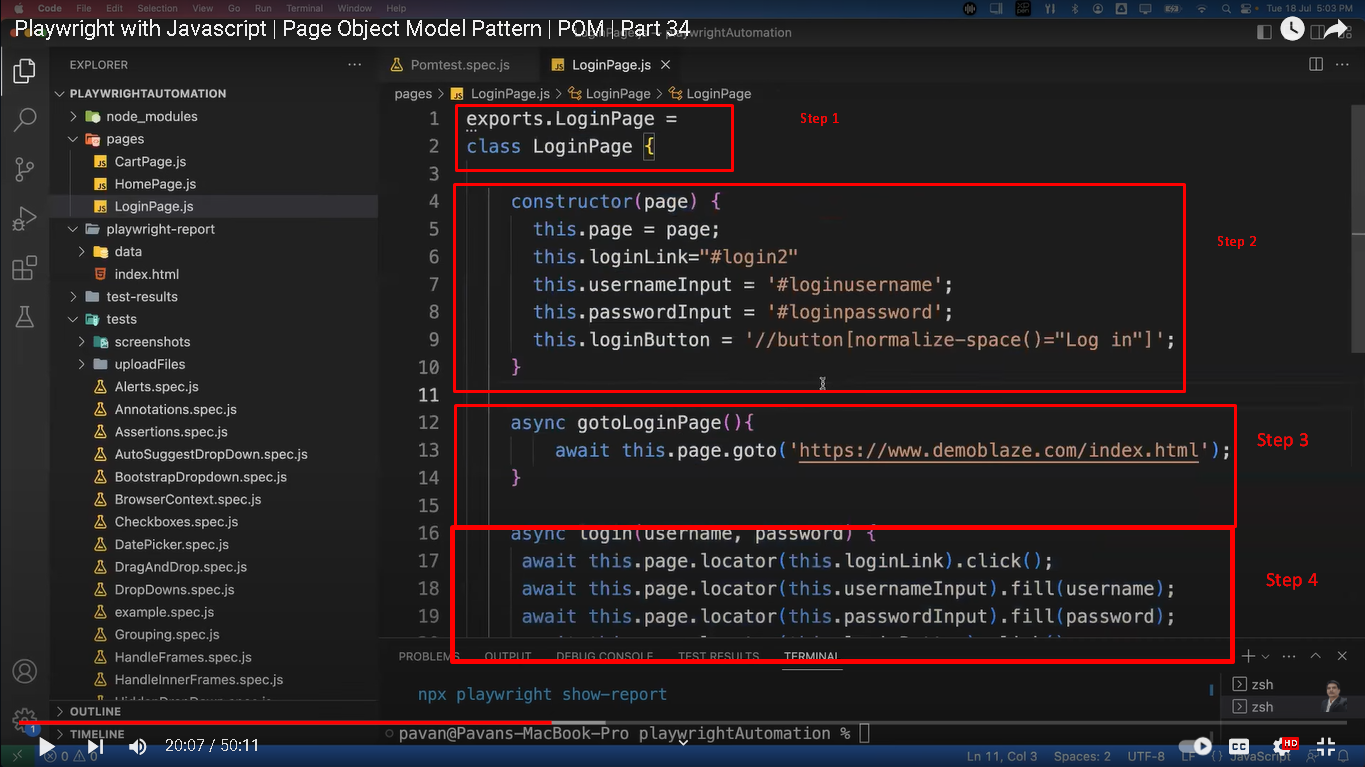 Code File Edit Selection View Go Run Terminal Window Help
Tue 18 Jul 5:03 PM
Playwright with Javascript | Page Object Model Pattern | POM | Part 34
playwrightAutomation
EXPLORER
Pomtest.spec.js
LoginPage.js
PLAYWRIGHTAUTOMATION
node_modules
pages
CartPage.js
HomePage.js
LoginPage.js
playwright-report
data
index.html
test-results
tests
screenshots
uploadFiles
Alerts.spec.js
Annotations.spec.js
Assertions.spec.js
AutoSuggestDropDown.spec.js
BootstrapDropdown.spec.js
BrowserContext.spec.js
Checkboxes.spec.js
DatePicker.spec.js
DragAndDrop.spec.js
DropDowns.spec.js
example.spec.js
Grouping.spec.js
HandleFrames.spec.js
HandleInnerFrames.spec.js
OUTLINE
TIMELINE
pages > LoginPage.js > LoginPage > LoginPage
1 exports.LoginPage =
Step 1
2 class LoginPage {
3
4 constructor(page) {
5 this.page = page;
Step 2
6 this.loginLink="#login2"
7 this.usernameInput = '#loginusername';
8 this.passwordInput = '#loginpassword';
9 this.loginButton = '//button[normalize-space()="Log in"]';
10 }
11
12 async gotoLoginPage(){
Step 3
13 await this.page.goto('https://www.demoblaze.com/index.html');
14 }
15
16 async login(username, password) {
17 await this.page.locator(this.loginLink).click();
Step 4
18 await this.page.locator(this.usernameInput).fill(username);
19 await this.page.locator(this.passwordInput).fill(password);
PROBLEMS OUTPUT DEBUG CONSOLE TEST RESULTS TERMINAL
npx playwright show-report
zsh
zsh
pavan@Pavans-MacBook-Pro playwrightAutomation %
1
20:07 / 50:11
CC
HD
0 0
Ln 11, Col 3 Spaces: 2 UTF-8 LF {} JavaScript